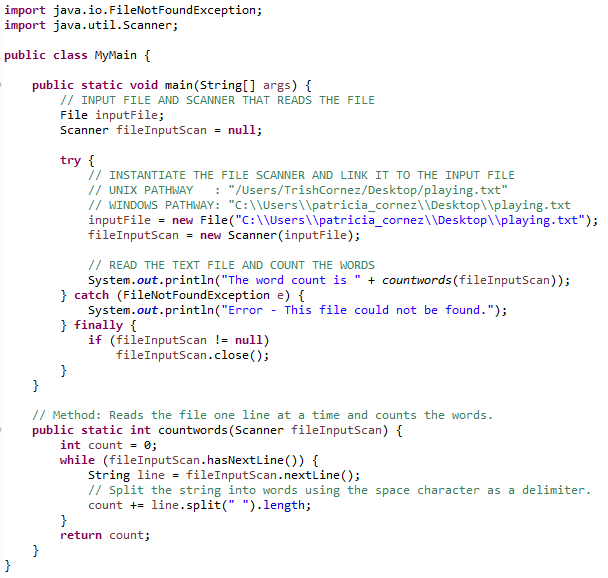 import java.io.FileNotFoundException;
import java.util.Scanner;
public class MyMain {
public static void main(String[] args) {
// INPUT FILE AND SCANNER THAT READS THE FILE
File inputFile;
Scanner fileInputScan = null;
try {
// INSTANTIATE THE FILE SCANNER AND LINK IT TO THE INPUT FILE
// UNIX PATHWAY   : "/Users/TrishCornez/Desktop/playing.txt"
// WINDOWS PATHWAY: "C:\\Users\\patricia_cornez\\Desktop\\playing.txt
inputFile = new File("C:\\Users\\patricia_cornez\\Desktop\\playing.txt");
fileInputScan = new Scanner(inputFile);
// READ THE TEXT FILE AND COUNT THE WORDS
System.out.println("The word count is " + countwords(fileInputScan));
} catch (FileNotFoundException e) {
System.out.println("Error - This file could not be found.");
} finally {
if (fileInputScan != null)
fileInputScan.close();
}
}
// Method: Reads the file one line at a time and counts the words.
public static int countwords(Scanner fileInputScan) {
int count = 0;
while (fileInputScan.hasNextLine()) {
String line = fileInputScan.nextLine();
// Split the string into words using the space character as a delimiter.
count += line.split(" ").length;
}
return count;
}
}